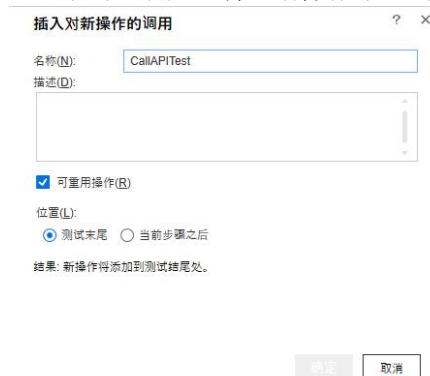 插入对新操作的调用 ? ×
名称(N): CallAPITest
描述(D):
可重用操作(R)
位置(L):
测试末尾 当前步骤之后
结果: 新操作将添加到测试结尾处。
确定 取消